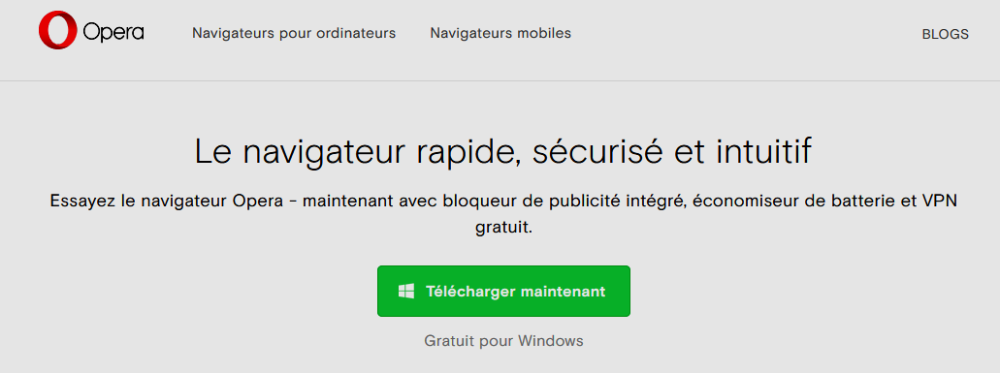 Opera
Navigateurs pour ordinateurs
Navigateurs mobiles
BLOGS
Le navigateur rapide, sécurisé et intuitif
Essayez le navigateur Opera - maintenant avec bloqueur de publicité intégré, économiseur de batterie et VPN
gratuit.
Télécharger maintenant
Gratuit pour Windows